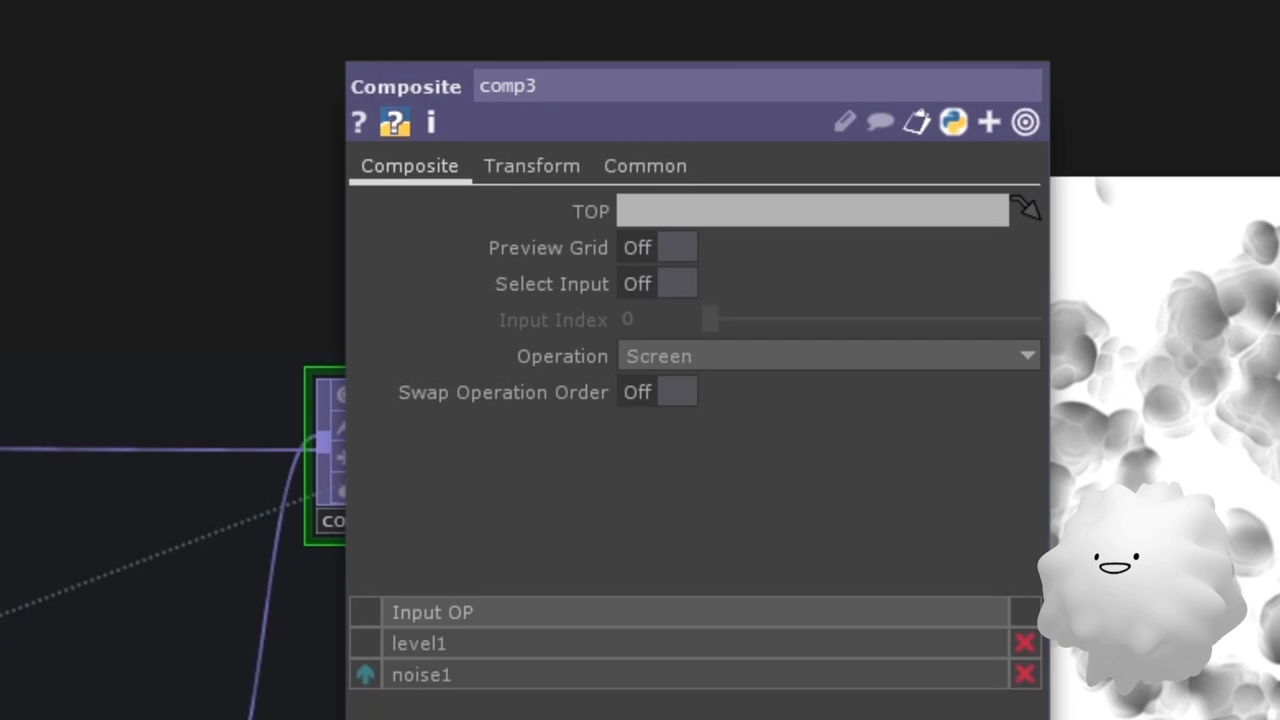 Composite comp3
? ? i
Composite Transform Common
TOP
Preview Grid Off
Select Input Off
Input Index 0
Operation Screen
Swap Operation Order Off
co
Input OP
level1
noise1